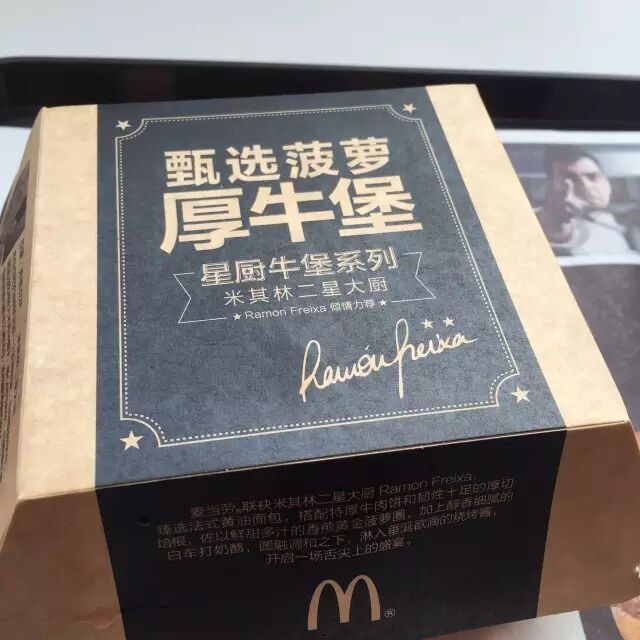 甄选菠萝
厚牛堡
星厨牛堡系列
米其林二星大厨
★Ramon Freixa 倾情力荐★
Ramón Freixa
麦当劳®联袂米其林二星大厨 Ramon Freixa
臻选法式黄油面包，搭配特厚牛肉饼和韧性十足的厚切
培根，佐以鲜甜多汁的香煎黄金菠萝圈，加上醇香细腻的
白车打奶酪，圆融调和之下，淋入垂涎欲滴的烧烤酱，
开启一场舌尖上的盛宴。
®